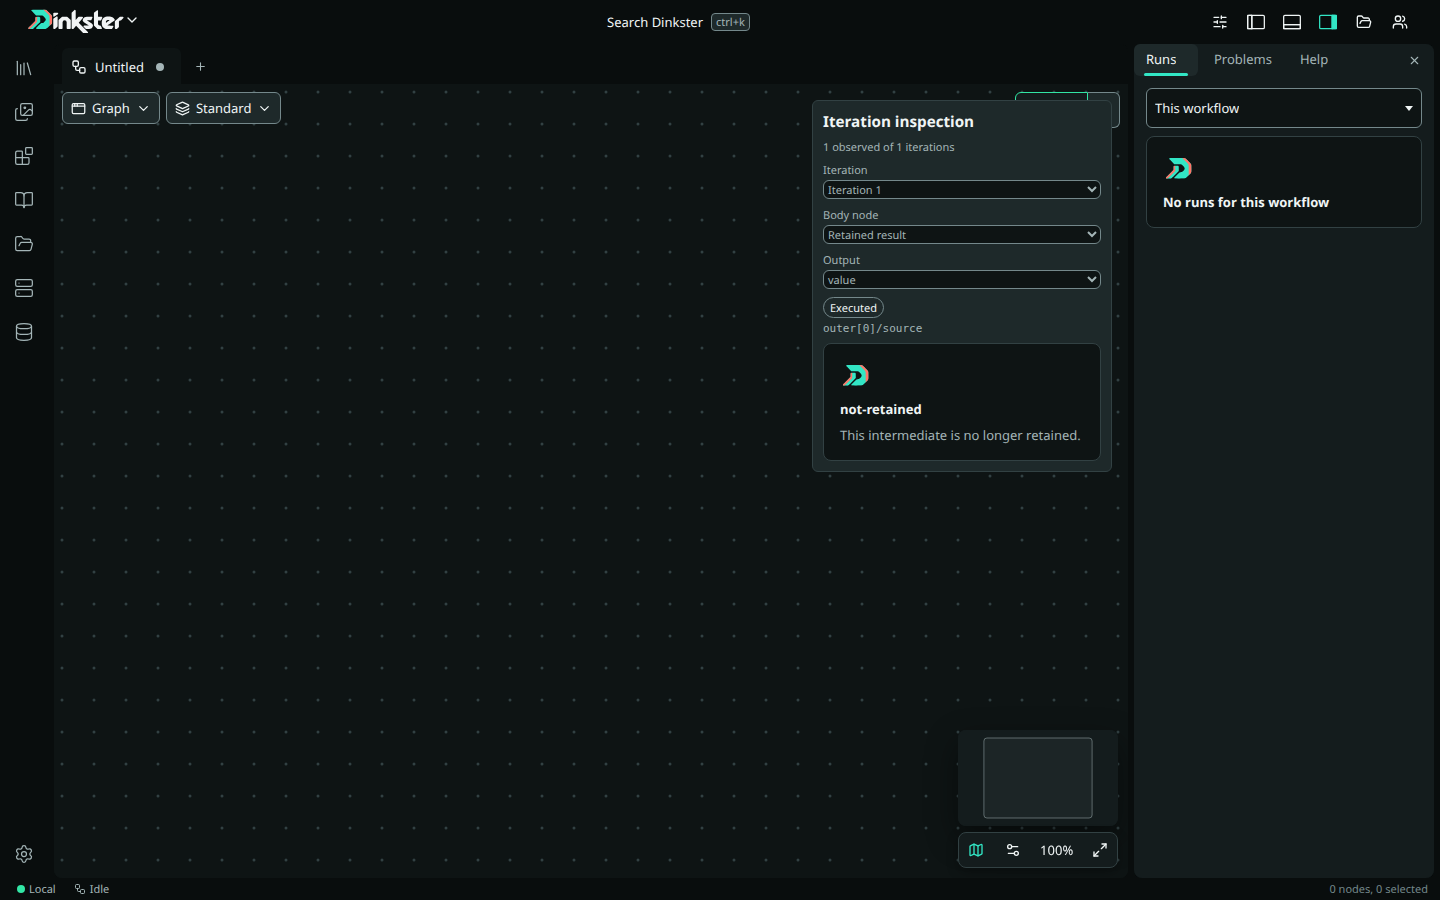 Dinkster
Search Dinkster ctrl+k
Untitled
Graph
Standard
Iteration inspection
1 observed of 1 iterations
Iteration
Iteration 1
Body node
Retained result
Output
value
Executed
outer[0]/source
not-retained
This intermediate is no longer retained.
100%
Runs Problems Help
This workflow
No runs for this workflow
Local Idle
0 nodes, 0 selected